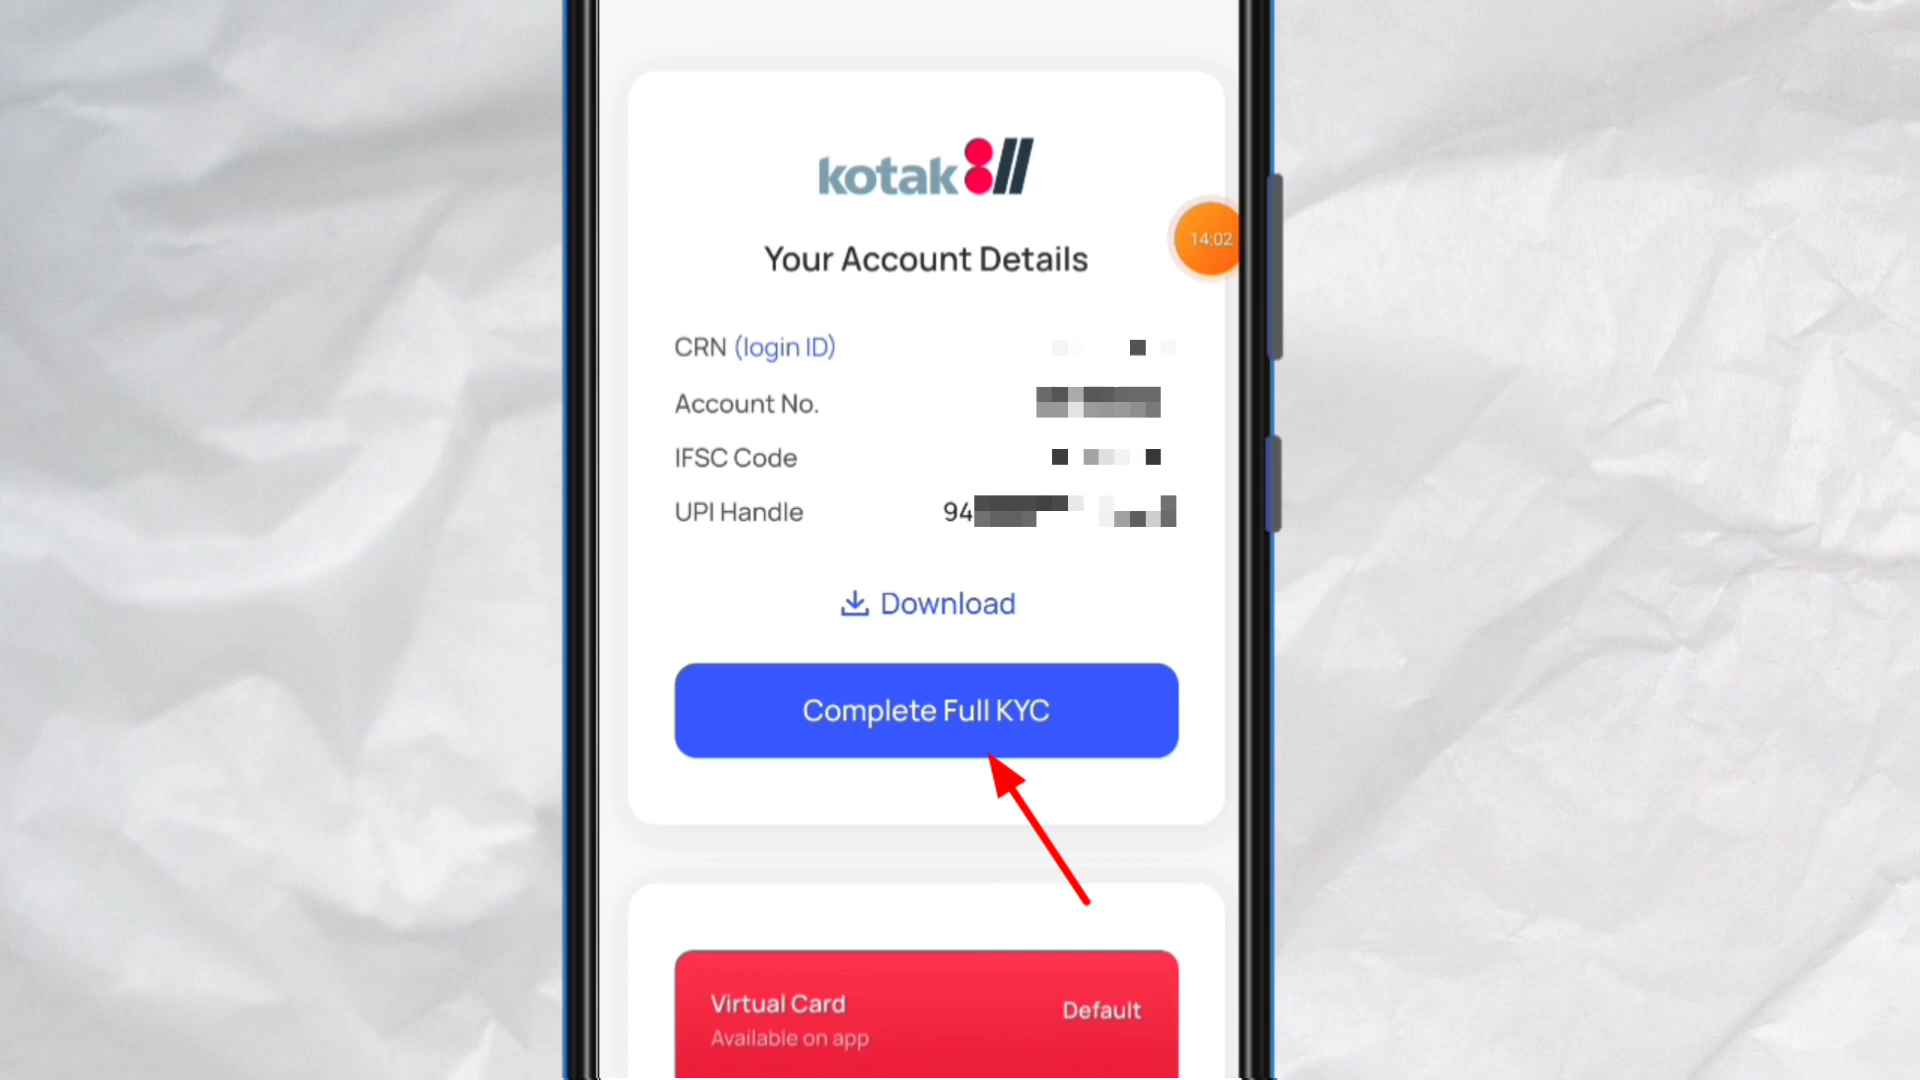 kotak811
Your Account Details
14:02
CRN (login ID)
Account No.
IFSC Code
UPI Handle 94
Download
Complete Full KYC
Virtual Card
Default
Available on app